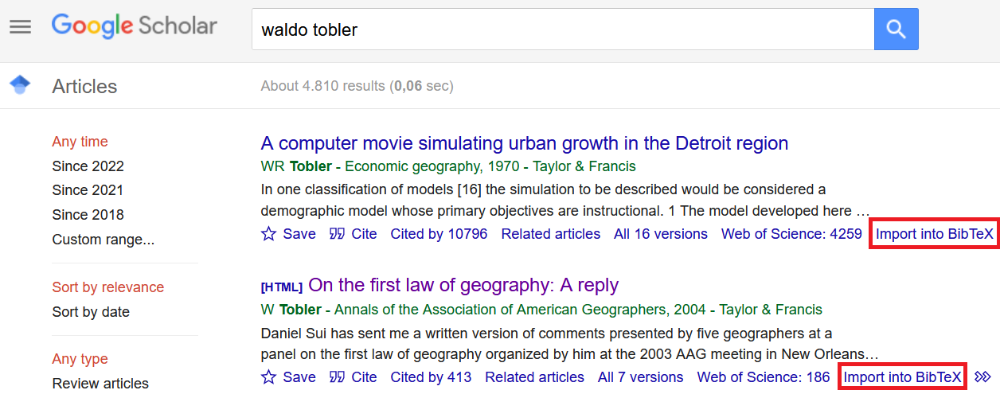 Google Scholar
waldo tobler
Articles
About 4.810 results (0,06 sec)
Any time
Since 2022
Since 2021
Since 2018
Custom range...
Sort by relevance
Sort by date
Any type
Review articles
A computer movie simulating urban growth in the Detroit region
WR Tobler - Economic geography, 1970 - Taylor & Francis
In one classification of models [16] the simulation to be described would be considered a
demographic model whose primary objectives are instructional. 1 The model developed here …
Save Cite Cited by 10796 Related articles All 16 versions Web of Science: 4259 Import into BibTeX
[HTML] On the first law of geography: A reply
W Tobler - Annals of the Association of American Geographers, 2004 - Taylor & Francis
Daniel Sui has sent me a written version of comments presented by five geographers at a
panel on the first law of geography organized by him at the 2003 AAG meeting in New Orleans…
Save Cite Cited by 413 Related articles All 7 versions Web of Science: 186 Import into BibTeX